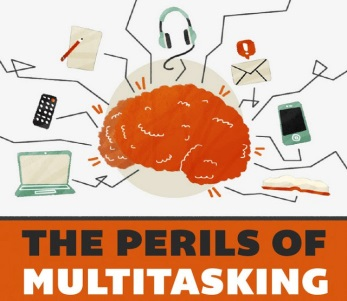 THE PERILS OF
MULTITASKING